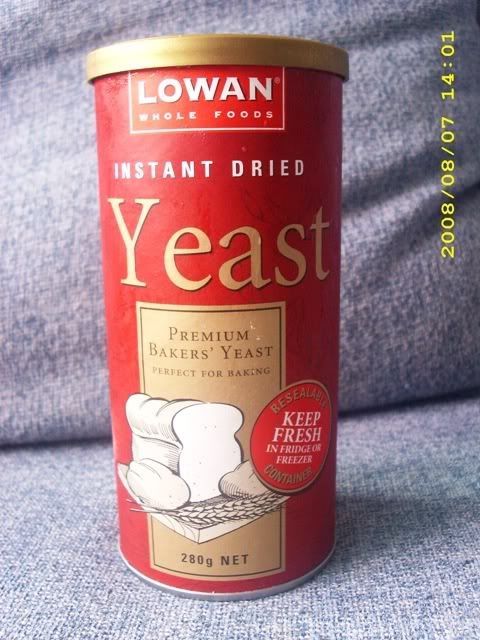 LOWAN®
WHOLE FOODS
INSTANT DRIED
Yeast
PREMIUM
BAKERS' YEAST
PERFECT FOR BAKING
RESEALABLE
KEEP
FRESH
IN FRIDGE OR
FREEZER
CONTAINER
280g NET
2008/08/07 14:01